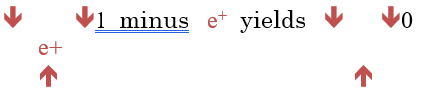 ↓ ↓1 minus e⁺ yields ↓ ↓0
e+
↑ ↑